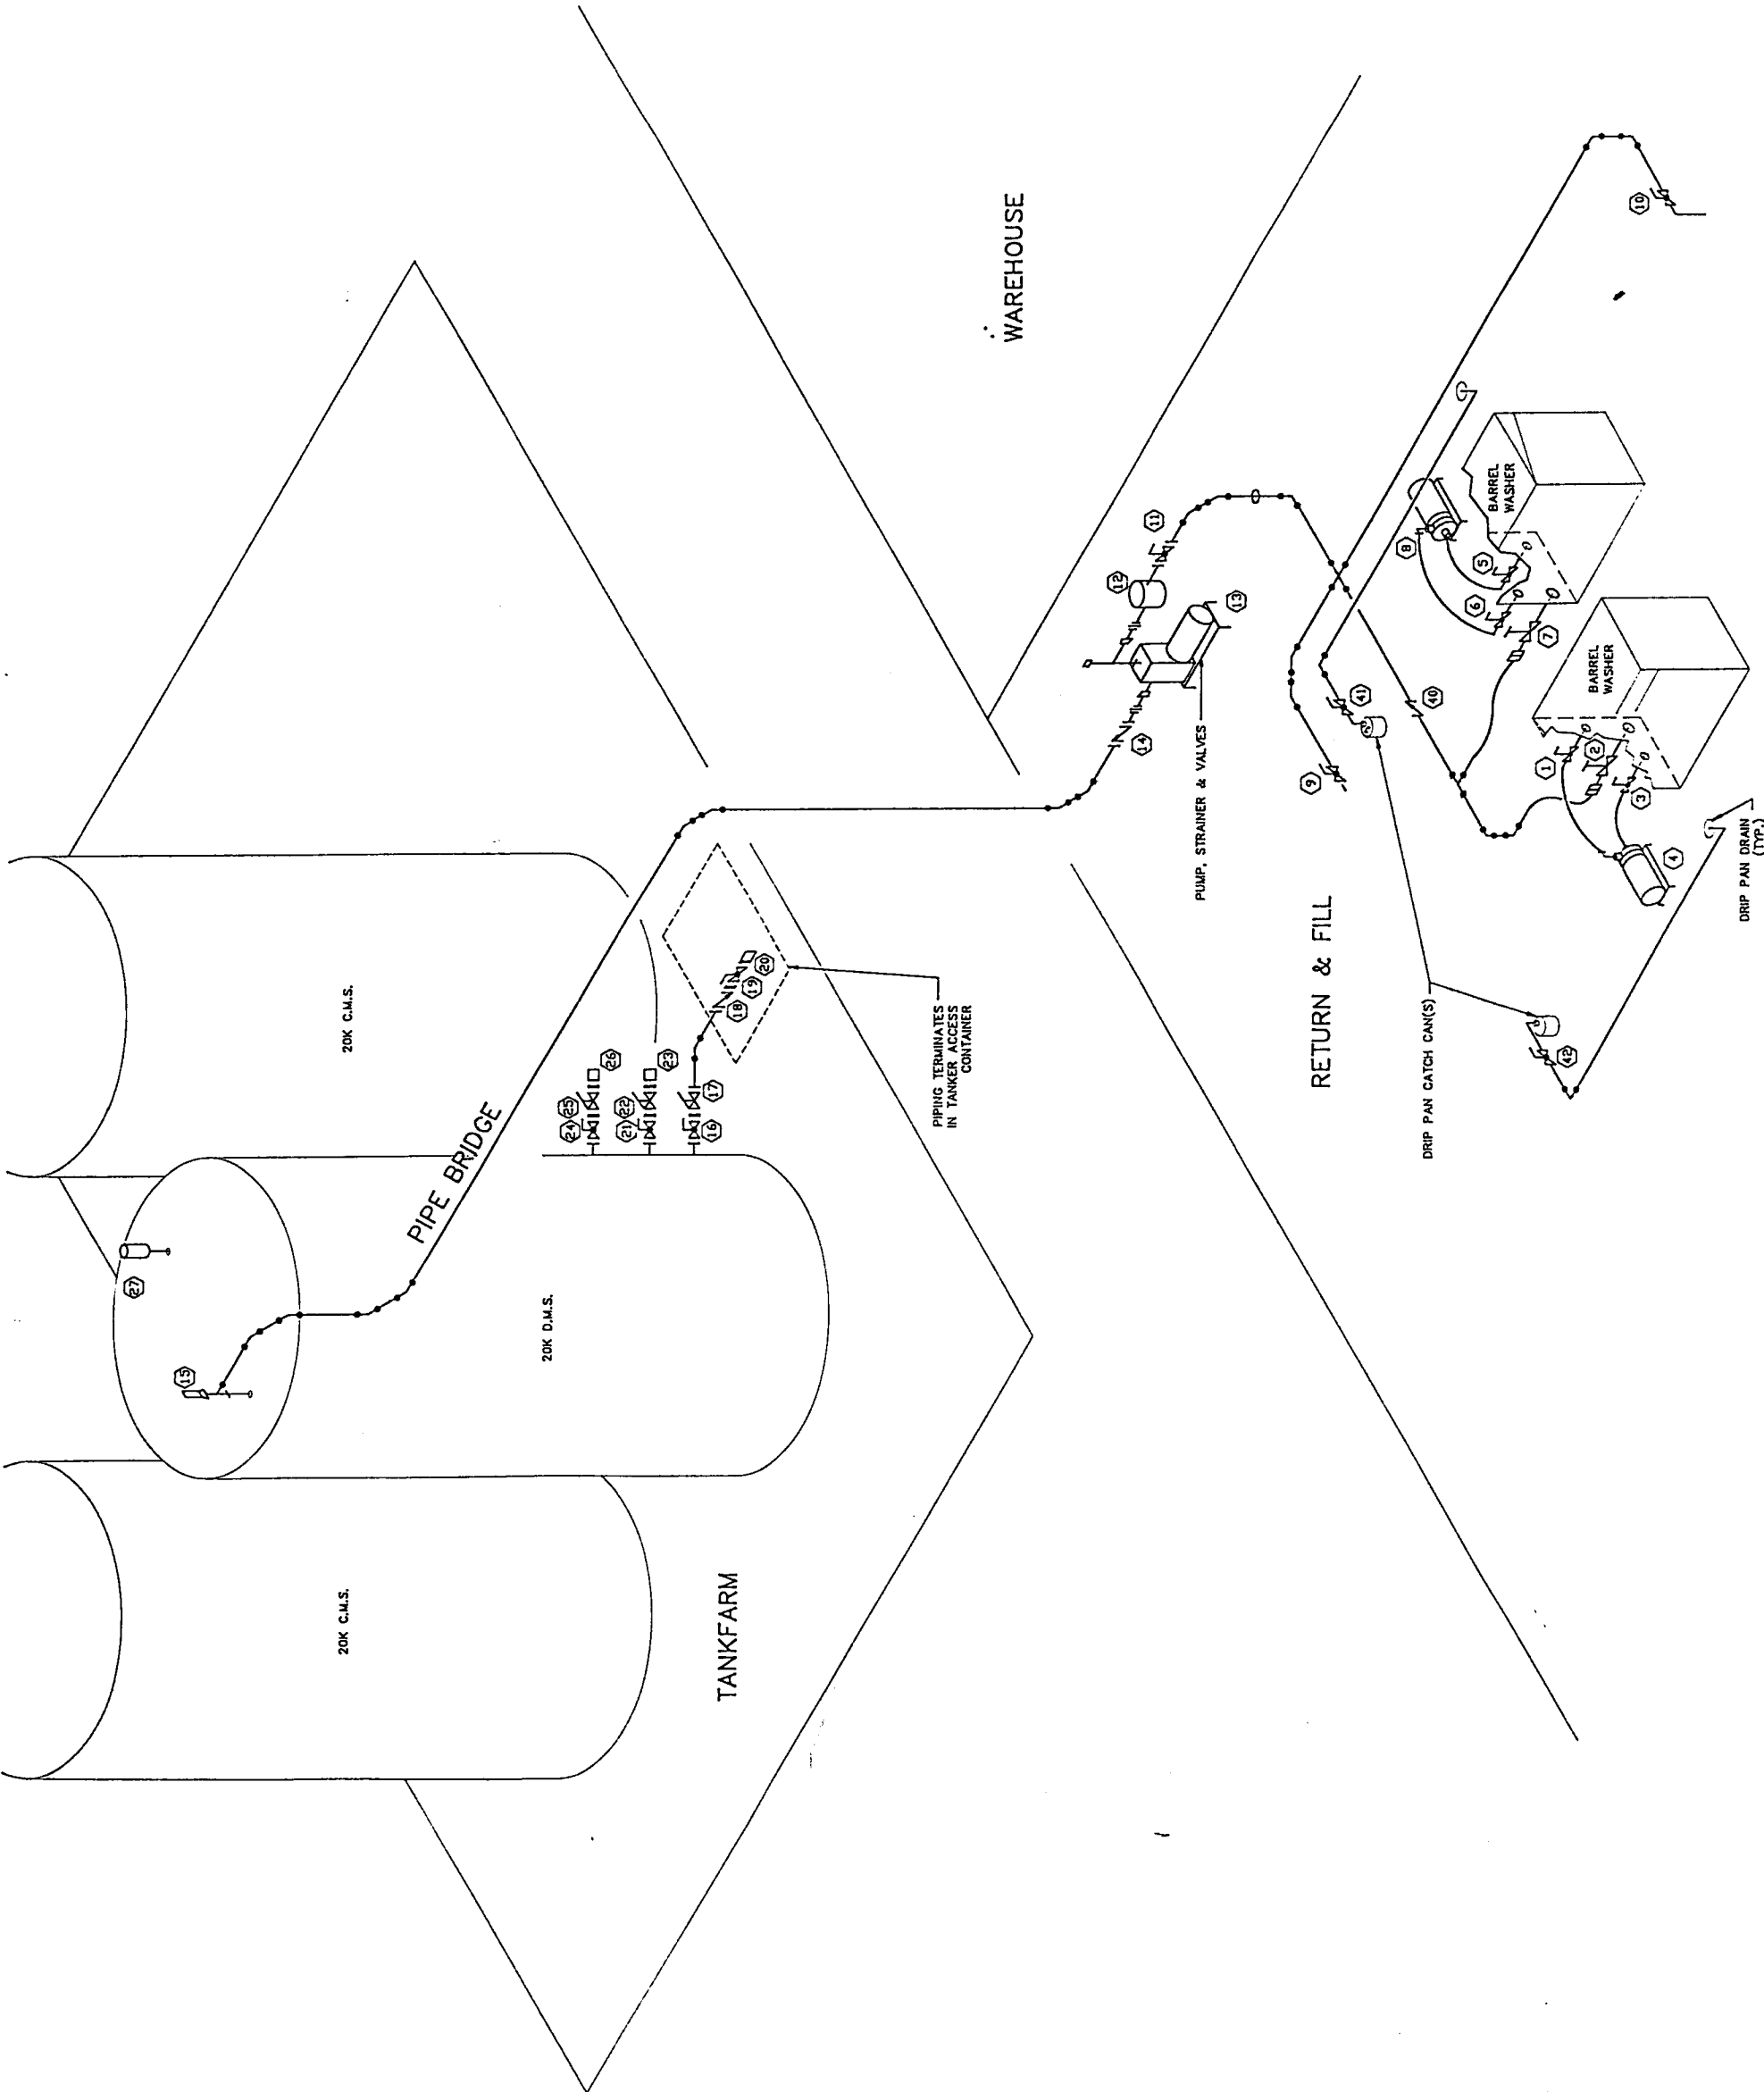 20K C.M.S.
20K C.M.S.
20K D.M.S.
TANKFARM
PIPE BRIDGE
WAREHOUSE
RETURN & FILL
PIPING TERMINATES
IN TANKER ACCESS
CONTAINER
PUMP, STRAINER & VALVES
DRIP PAN CATCH CAN(S)
DRIP PAN DRAIN
(TYP.)
BARREL
WASHER
BARREL
WASHER
15
27
24
25
26
21
22
23
16
17
18
19
20
14
13
12
11
10
9
41
40
42
8
5
6
7
1
2
3
4